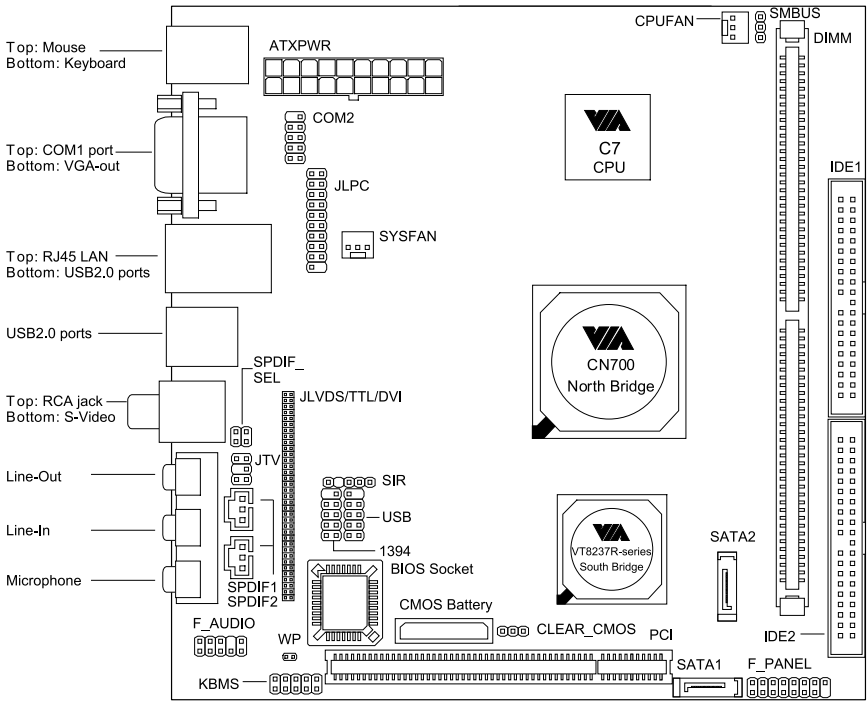 Top: Mouse
Bottom: Keyboard
ATXPWR
CPUFAN
SMBUS
DIMM
COM2
VIA
C7
CPU
Top: COM1 port
Bottom: VGA-out
IDE1
JLPC
SYSFAN
Top: RJ45 LAN
Bottom: USB2.0 ports
USB2.0 ports
VIA
CN700
North Bridge
SPDIF_
SEL
JLVDS/TTL/DVI
Top: RCA jack
Bottom: S-Video
JTV
Line-Out
SIR
USB
Line-In
1394
VIA
VT8237R-series
South Bridge
SATA2
BIOS Socket
Microphone
SPDIF1
SPDIF2
CMOS Battery
F_AUDIO
WP
CLEAR_CMOS
PCI
IDE2
SATA1
F_PANEL
KBMS